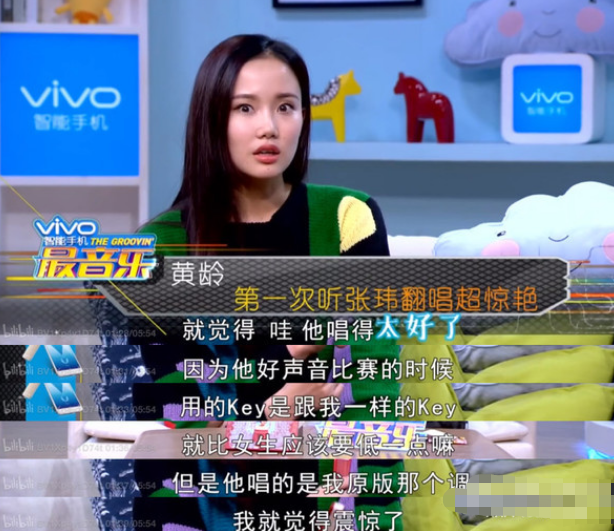 vivo
智能手机
vivo
智能手机
vivo
智能手机 THE GROOVIN'
最音乐
黄龄
第一次听张玮翻唱超惊艳
就觉得 哇 他唱得太好了
因为他好声音比赛的时候
用的Key是跟我一样的Key
就比女生应该要低一点嘛
但是他唱的是我原版那个调
我就觉得震惊了